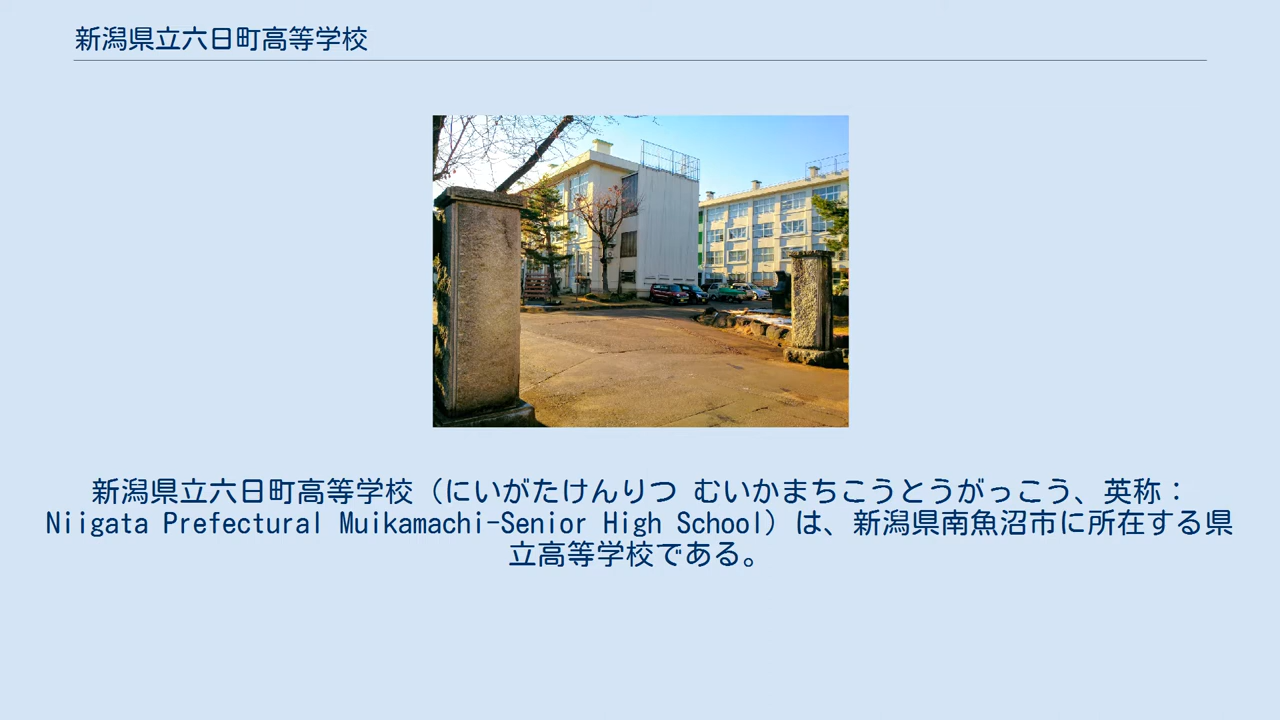 新潟県立六日町高等学校
新潟県立六日町高等学校（にいがたけんりつ むいかまちこうとうがっこう、英称：
Niigata Prefectural Muikamachi-Senior High School）は、新潟県南魚沼市に所在する県
立高等学校である。